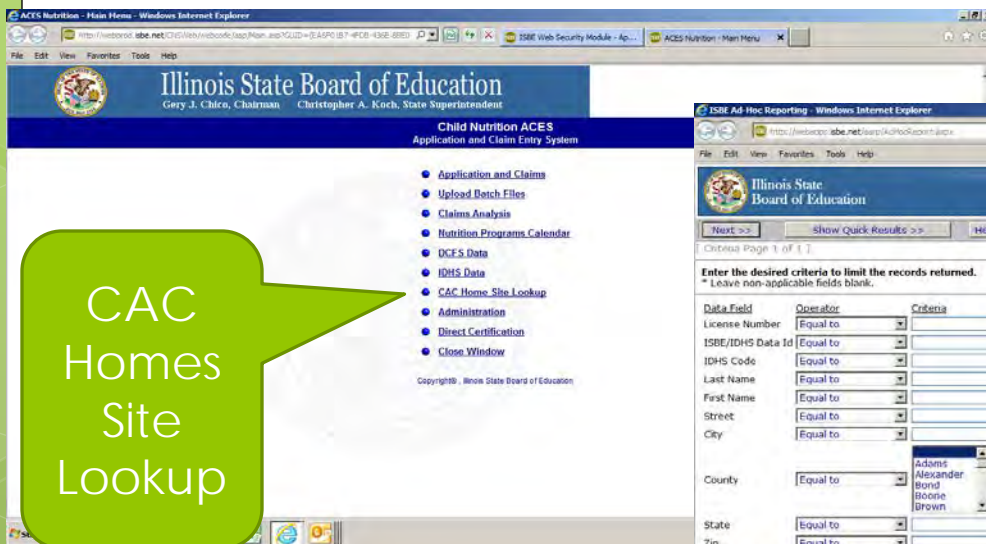 ACES Nutrition - Main Menu - Windows Internet Explorer
ISBE Web Security Module - Ap...
ACES Nutrition - Main Menu
File Edit View Favorites Tools Help
Illinois State Board of Education
Gery J. Chico, Chairman Christopher A. Koch, State Superintendent
Child Nutrition ACES
Application and Claim Entry System
Application and Claims
Upload Batch Files
Claims Analysis
Nutrition Programs Calendar
DCFS Data
IDHS Data
CAC Home Site Lookup
Administration
Direct Certification
Close Window
Copyright®, Illinois State Board of Education
CAC
Homes
Site
Lookup
ISBE Ad-Hoc Reporting - Windows Internet Explorer
File Edit View Favorites Tools Help
Illinois State
Board of Education
Next >> Show Quick Results >> He
[ Criteria Page 1 of 1 ]
Enter the desired criteria to limit the records returned.
* Leave non-applicable fields blank.
Data Field Operator Criteria
License Number Equal to
ISBE/IDHS Data Id Equal to
IDHS Code Equal to
Last Name Equal to
First Name Equal to
Street Equal to
City Equal to
County Equal to
Adams
Alexander
Bond
Boone
Brown
State Equal to
Zip Equal to